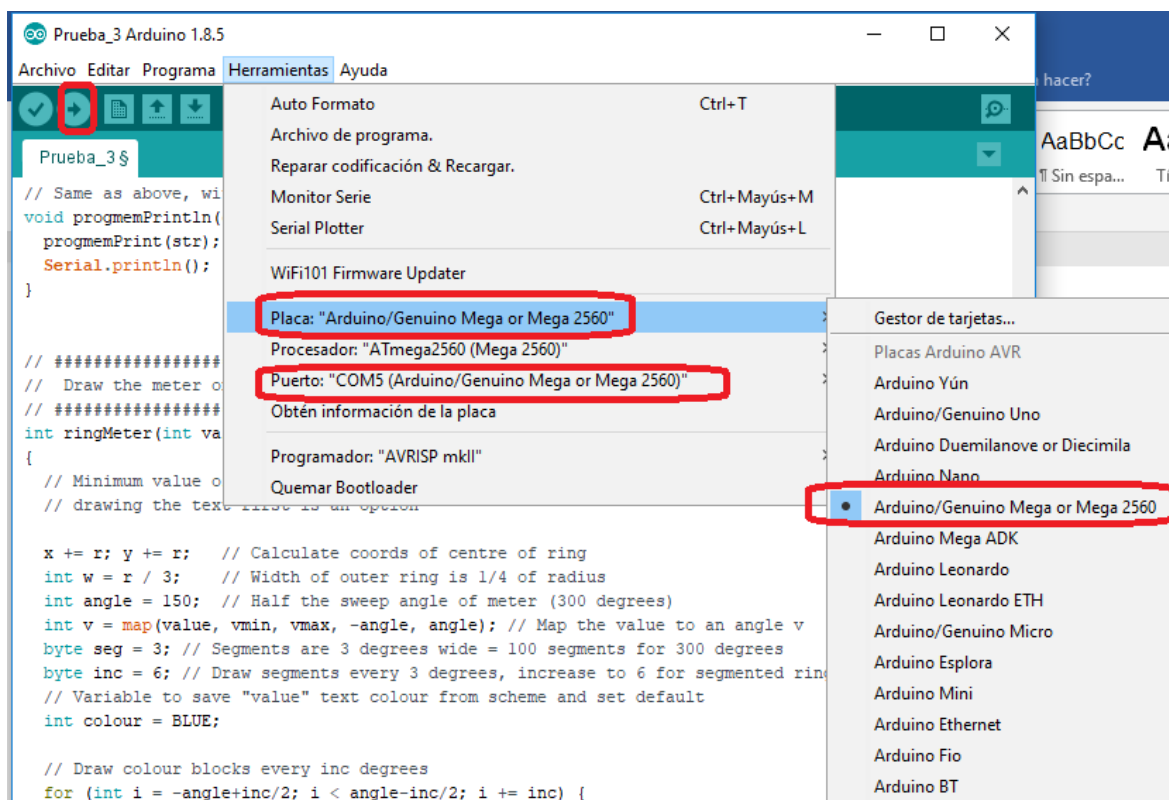 Prueba_3 Arduino 1.8.5
Archivo Editar Programa Herramientas Ayuda
hacer?
Prueba_3 §
AaBbCc
¶ Sin espa...
Auto Formato Ctrl+T
Archivo de programa.
Reparar codificación & Recargar.
Monitor Serie Ctrl+Mayús+M
Serial Plotter Ctrl+Mayús+L
WiFi101 Firmware Updater
Placa: "Arduino/Genuino Mega or Mega 2560"
Procesador: "ATmega2560 (Mega 2560)"
Puerto: "COM5 (Arduino/Genuino Mega or Mega 2560)"
Obtén información de la placa
Programador: "AVRISP mkII"
Quemar Bootloader
Gestor de tarjetas...
Placas Arduino AVR
Arduino Yún
Arduino/Genuino Uno
Arduino Duemilanove or Diecimila
Arduino Nano
Arduino/Genuino Mega or Mega 2560
Arduino Mega ADK
Arduino Leonardo
Arduino Leonardo ETH
Arduino/Genuino Micro
Arduino Esplora
Arduino Mini
Arduino Ethernet
Arduino Fio
Arduino BT
// Same as above, wi
void progmemPrintln(
progmemPrint(str);
Serial.println();
}
// #################
// Draw the meter o
// #################
int ringMeter(int va
{
// Minimum value o
// drawing the text first is an option
x += r; y += r; // Calculate coords of centre of ring
int w = r / 3; // Width of outer ring is 1/4 of radius
int angle = 150; // Half the sweep angle of meter (300 degrees)
int v = map(value, vmin, vmax, -angle, angle); // Map the value to an angle v
byte seg = 3; // Segments are 3 degrees wide = 100 segments for 300 degrees
byte inc = 6; // Draw segments every 3 degrees, increase to 6 for segmented rin
// Variable to save "value" text colour from scheme and set default
int colour = BLUE;
// Draw colour blocks every inc degrees
for (int i = -angle+inc/2; i < angle-inc/2; i += inc) {